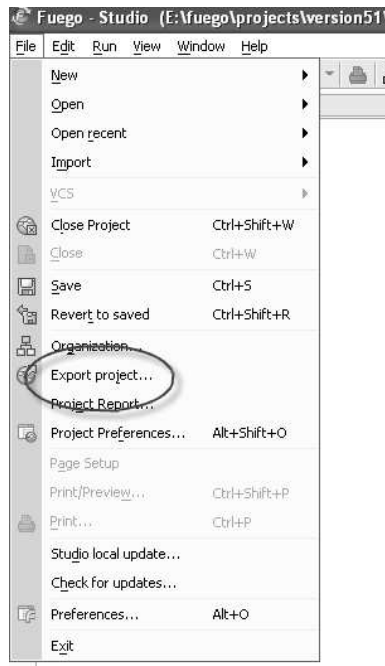 Fuego - Studio (E:\fuego\projects\version51
File Edit Run View Window Help
New
Open
Open recent
Import
VCS
Close Project Ctrl+Shift+W
Close Ctrl+W
Save Ctrl+S
Revert to saved Ctrl+Shift+R
Organization...
Export project...
Project Report...
Project Preferences... Alt+Shift+O
Page Setup
Print/Preview... Ctrl+Shift+P
Print... Ctrl+P
Studio local update...
Check for updates...
Preferences... Alt+O
Exit